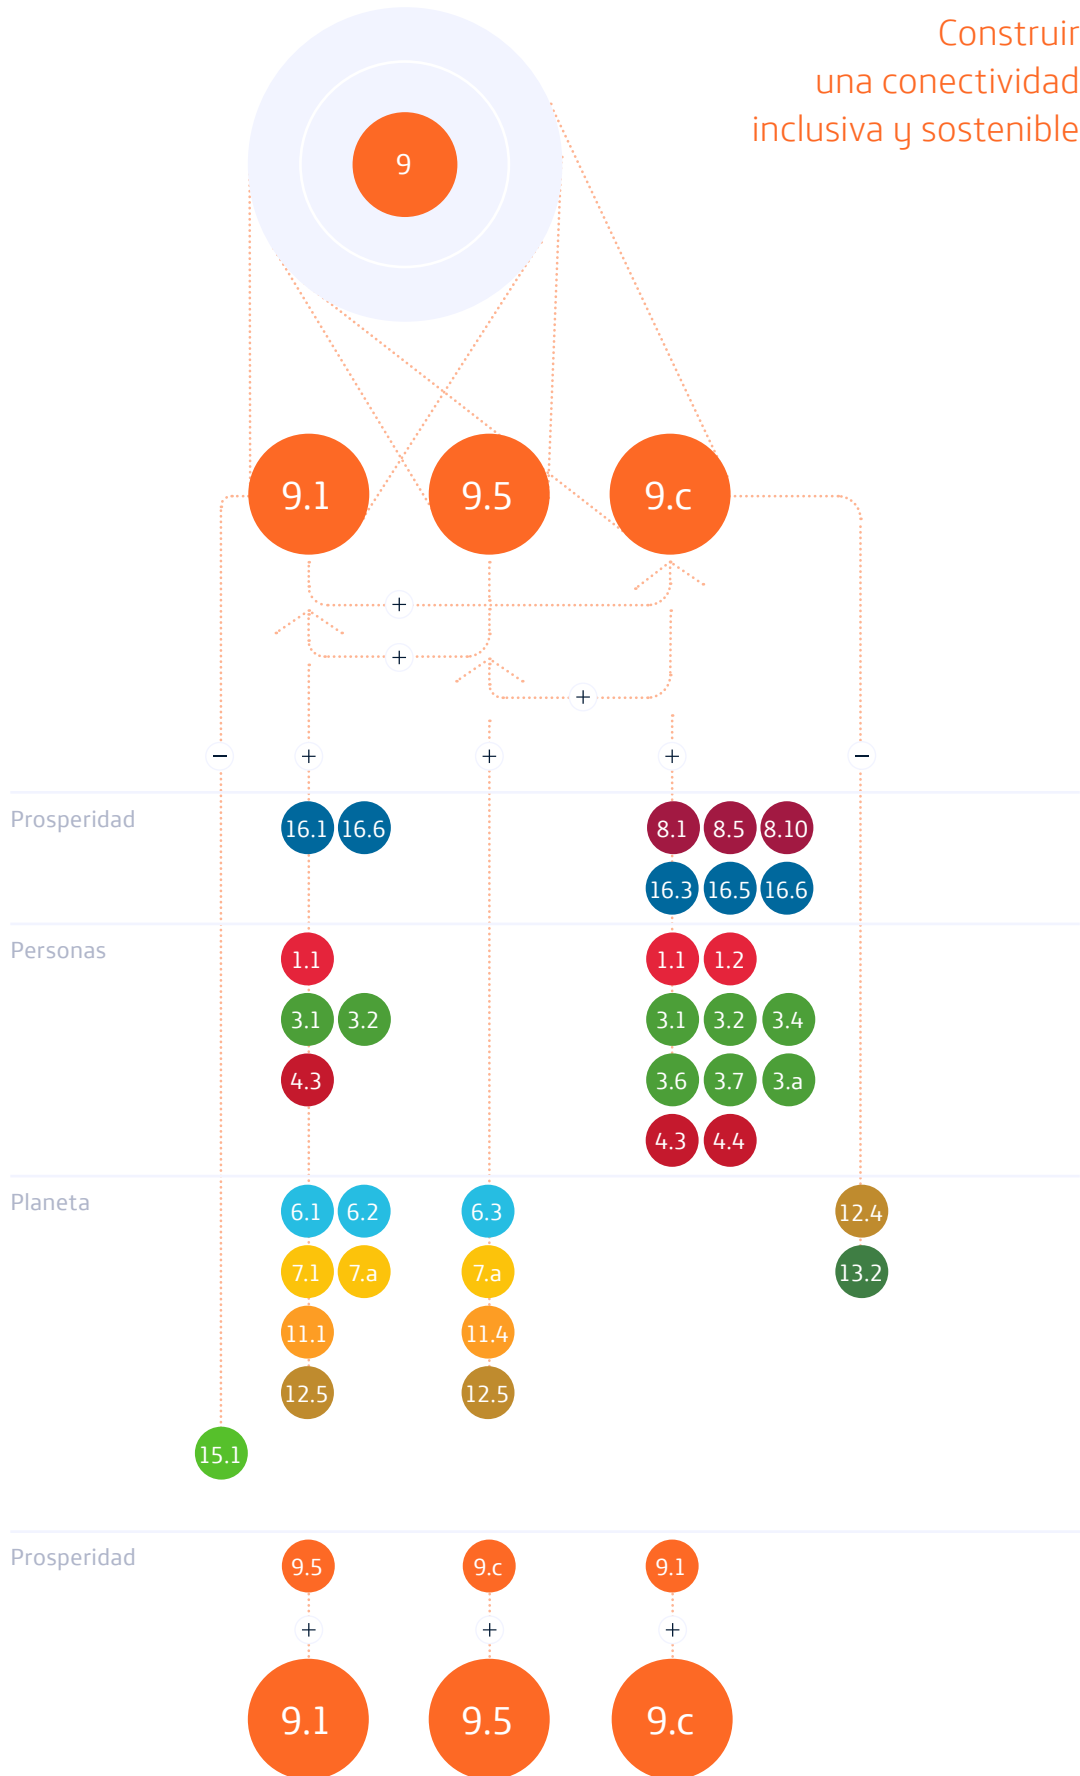 Construir
una conectividad
inclusiva y sostenible
9
9.1 9.5 9.c
+
+
+
− + + + −
Prosperidad
16.1 16.6 8.1 8.5 8.10
16.3 16.5 16.6
Personas
1.1 1.1 1.2
3.1 3.2 3.1 3.2 3.4
4.3 3.6 3.7 3.a
4.3 4.4
Planeta
6.1 6.2 6.3 12.4
7.1 7.a 7.a 13.2
11.1 11.4
12.5 12.5
15.1
Prosperidad
9.5 9.c 9.1
+ + +
9.1 9.5 9.c